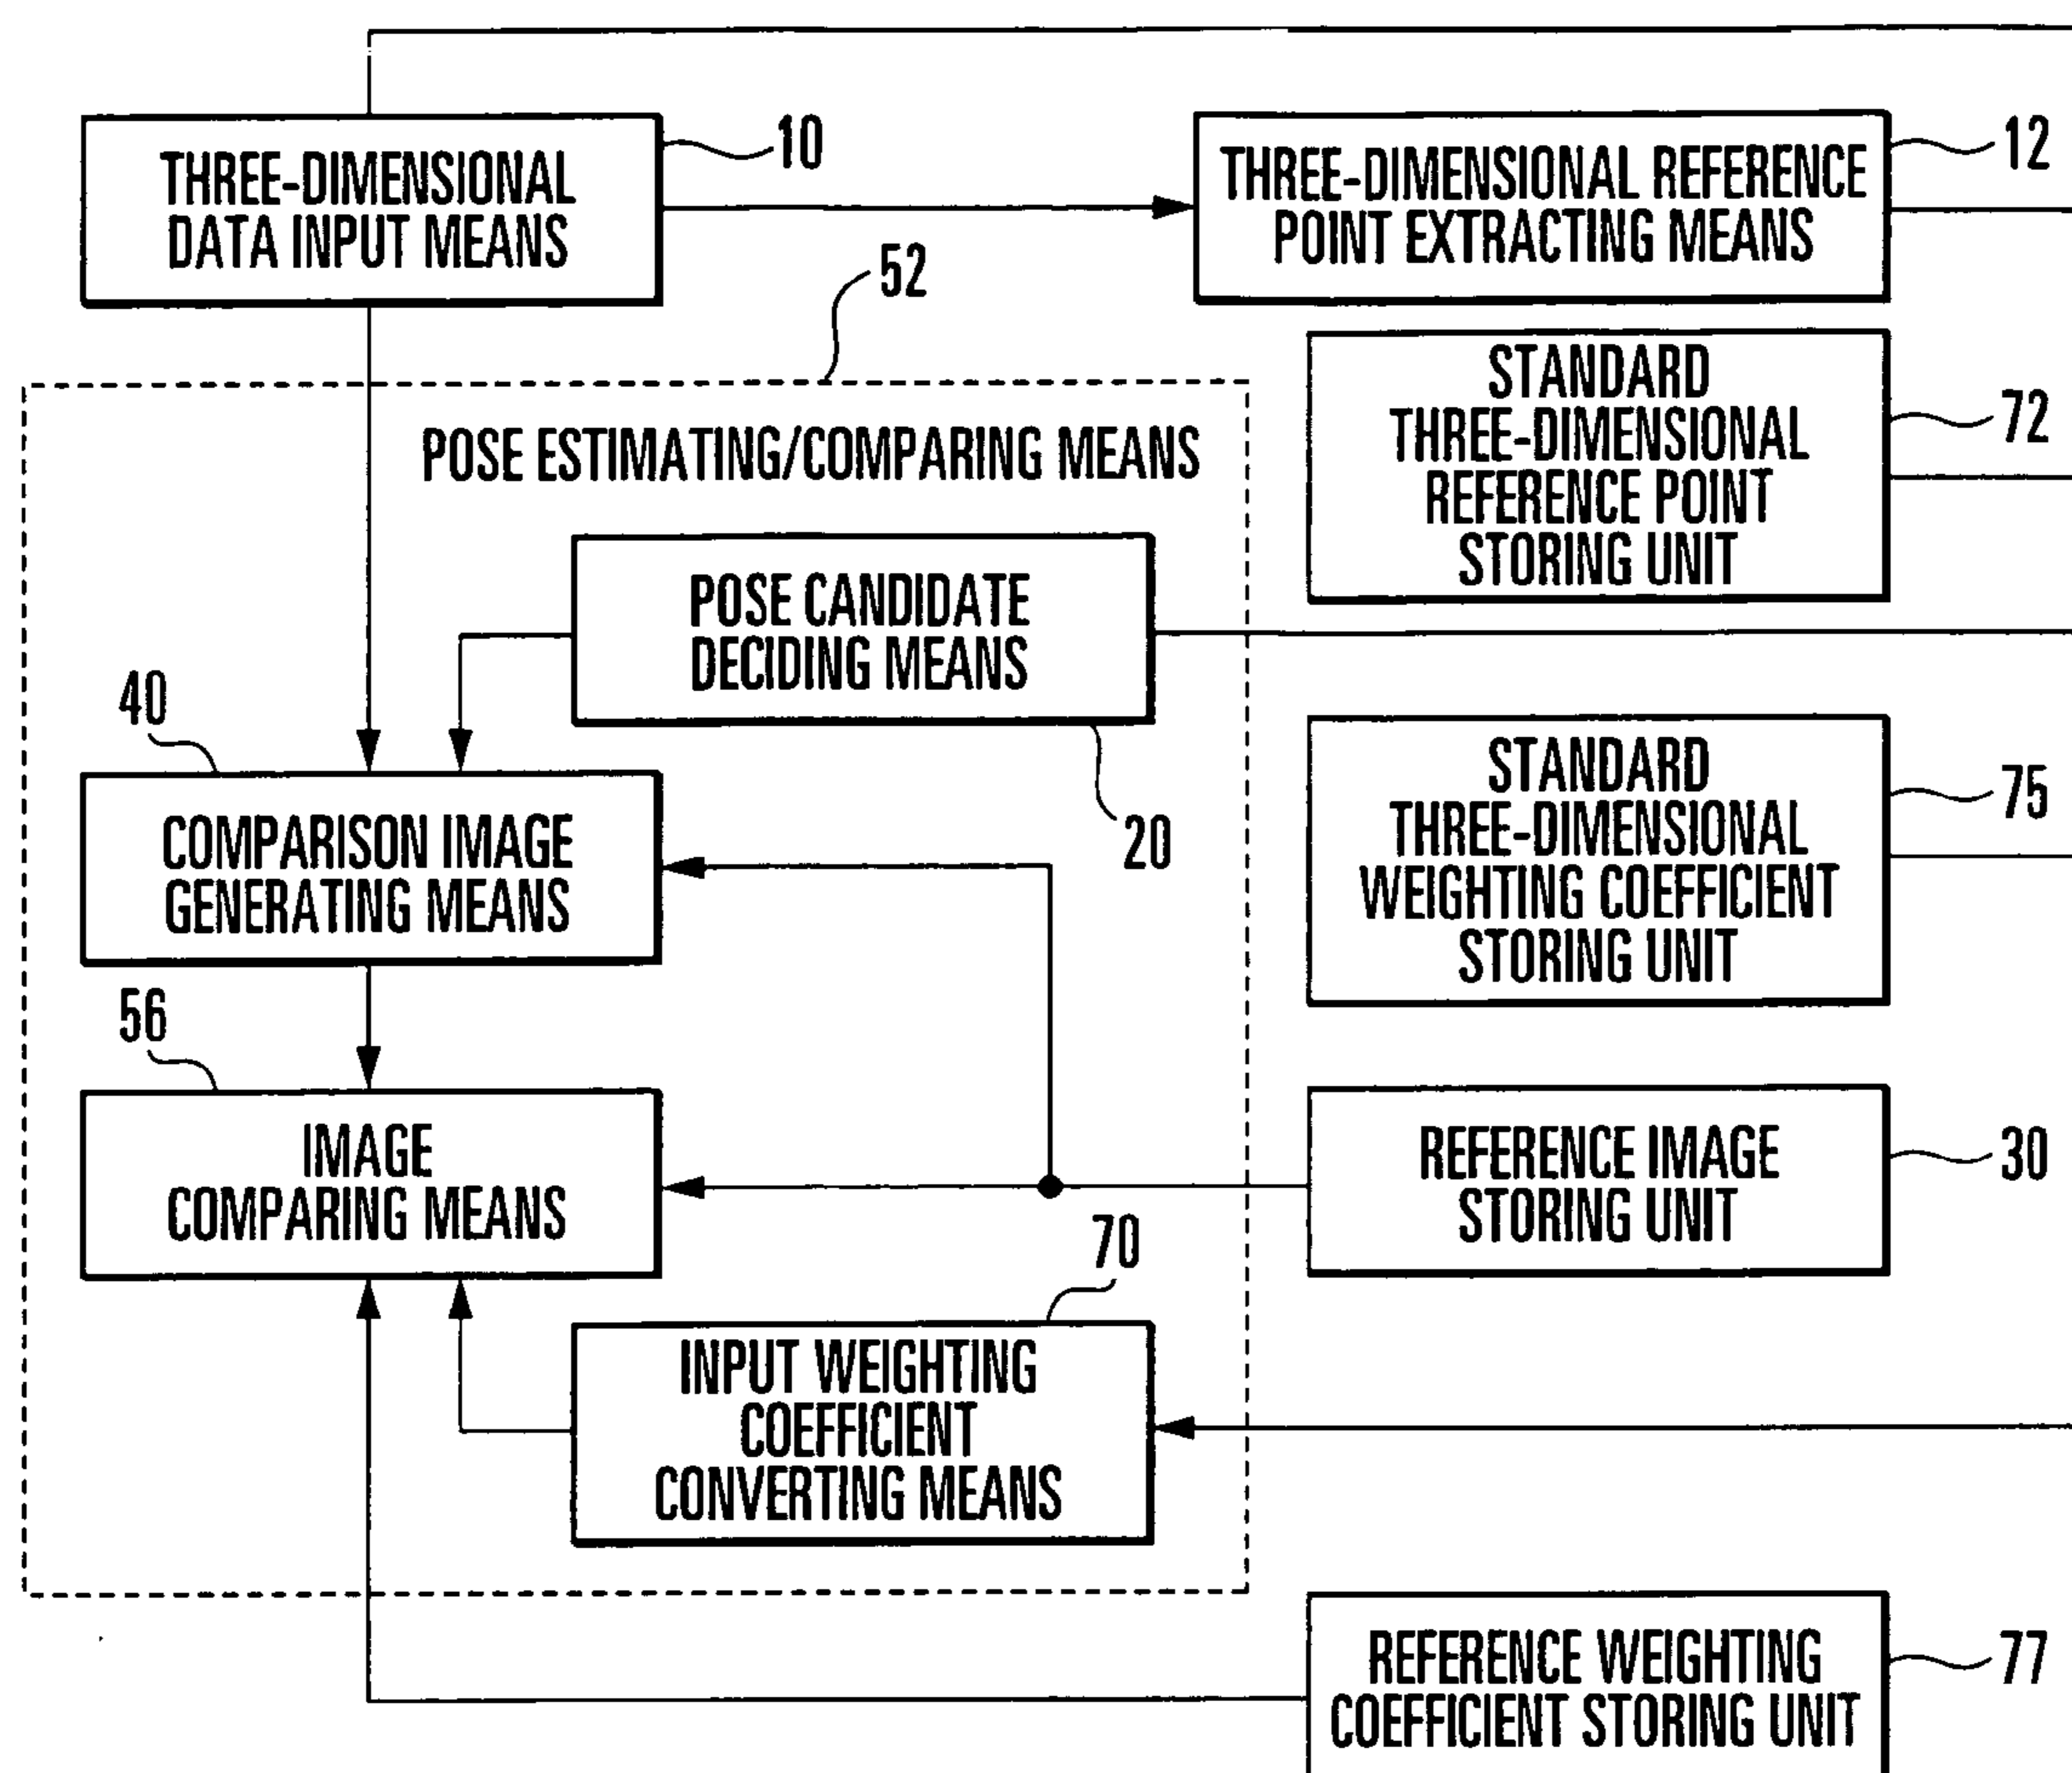 THREE-DIMENSIONAL
DATA INPUT MEANS
10
THREE-DIMENSIONAL REFERENCE
POINT EXTRACTING MEANS
12
52
STANDARD
THREE-DIMENSIONAL
REFERENCE POINT
STORING UNIT
72
POSE ESTIMATING/COMPARING MEANS
POSE CANDIDATE
DECIDING MEANS
20
40
COMPARISON IMAGE
GENERATING MEANS
STANDARD
THREE-DIMENSIONAL
WEIGHTING COEFFICIENT
STORING UNIT
75
56
IMAGE
COMPARING MEANS
REFERENCE IMAGE
STORING UNIT
30
70
INPUT WEIGHTING
COEFFICIENT
CONVERTING MEANS
REFERENCE WEIGHTING
COEFFICIENT STORING UNIT
77